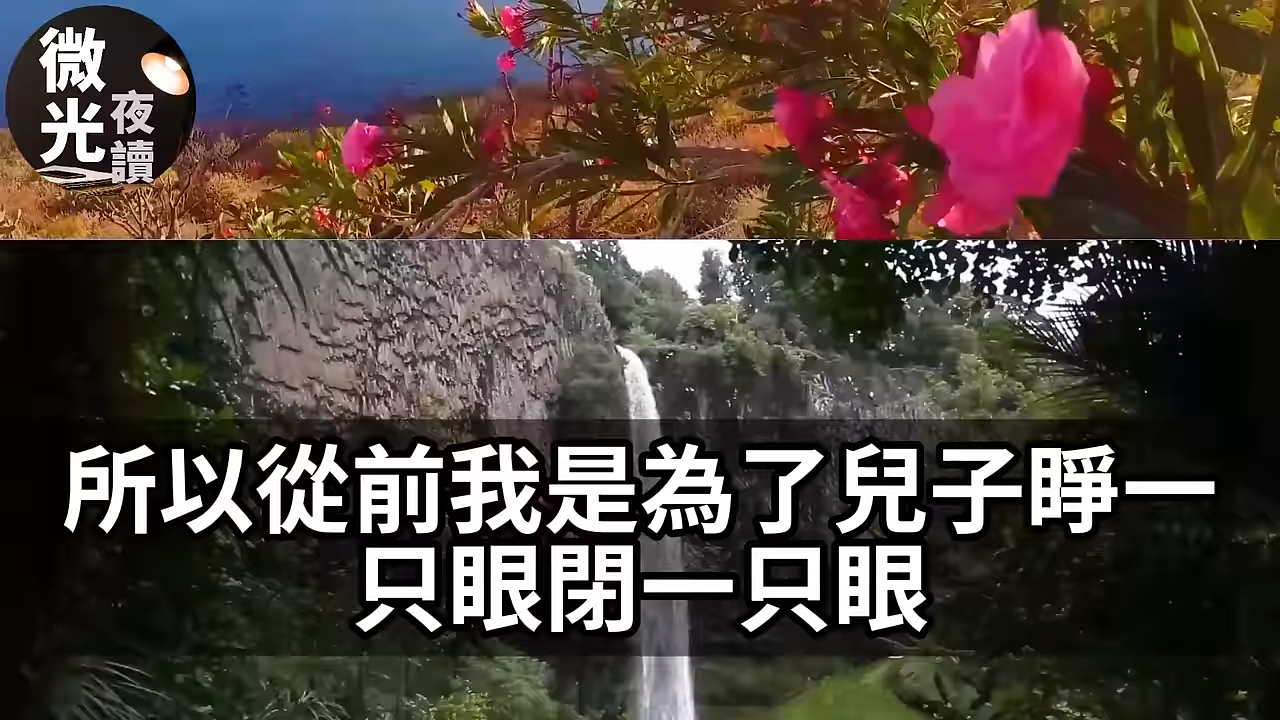 微光
夜讀
所以從前我是為了兒子睜一
只眼閉一只眼